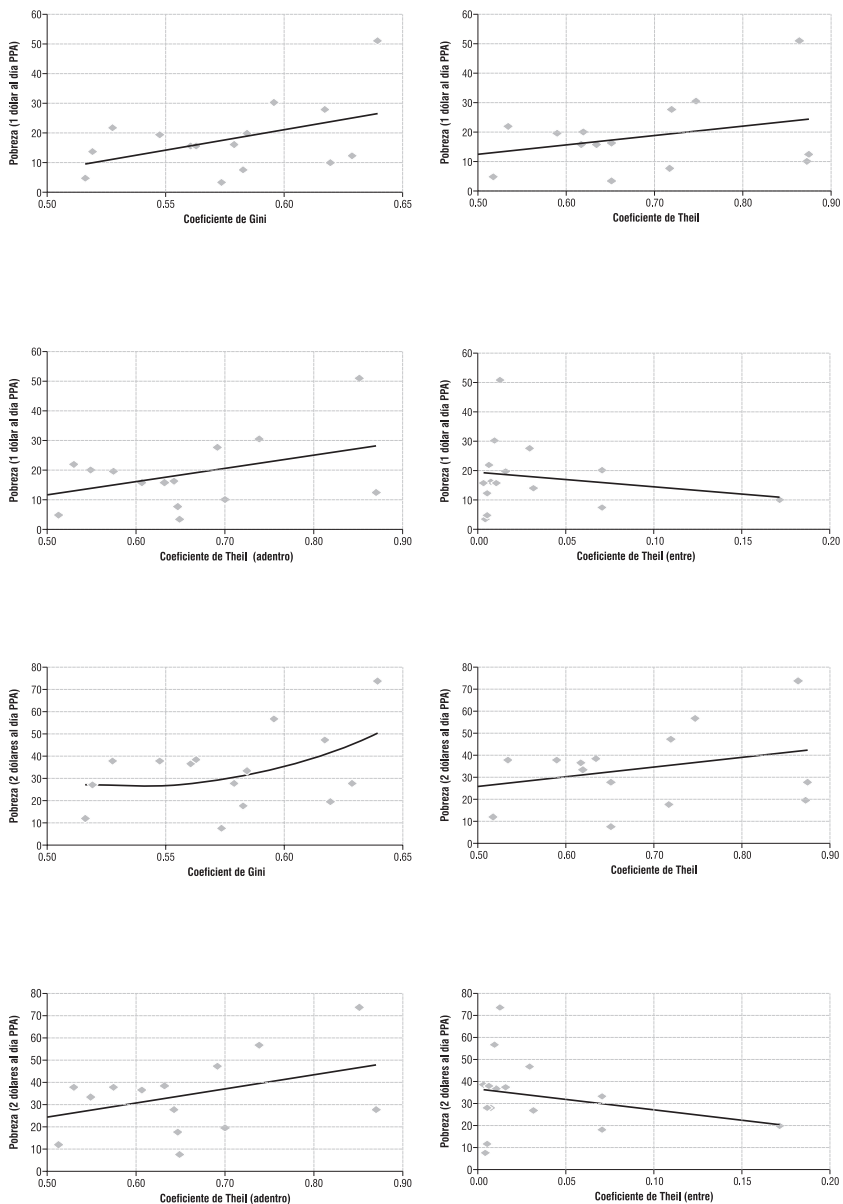 Pobreza (1 dólar al día PPA)
60
50
40
30
20
10
0
0.50 0.55 0.60 0.65
Coeficiente de Gini
Pobreza (1 dólar al día PPA)
60
50
40
30
20
10
0
0.50 0.60 0.70 0.80 0.90
Coeficiente de Theil
Pobreza (1 dólar al día PPA)
60
50
40
30
20
10
0
0.50 0.60 0.70 0.80 0.90
Coeficiente de Theil (adentro)
Pobreza (1 dólar al día PPA)
60
50
40
30
20
10
0
0.00 0.05 0.10 0.15 0.20
Coeficiente de Theil (entre)
Pobreza (2 dólares al día PPA)
80
70
60
50
40
30
20
10
0
0.50 0.55 0.60 0.65
Coeficient de Gini
Pobreza (2 dólares al día PPA)
80
70
60
50
40
30
20
10
0
0.50 0.60 0.70 0.80 0.90
Coeficiente de Theil
Pobreza (2 dólares al día PPA)
80
70
60
50
40
30
20
10
0
0.50 0.60 0.70 0.80 0.90
Coeficiente de Theil (adentro)
Pobreza (2 dólares al día PPA)
80
70
60
50
40
30
20
10
0
0.00 0.05 0.10 0.15 0.20
Coeficiente de Theil (entre)